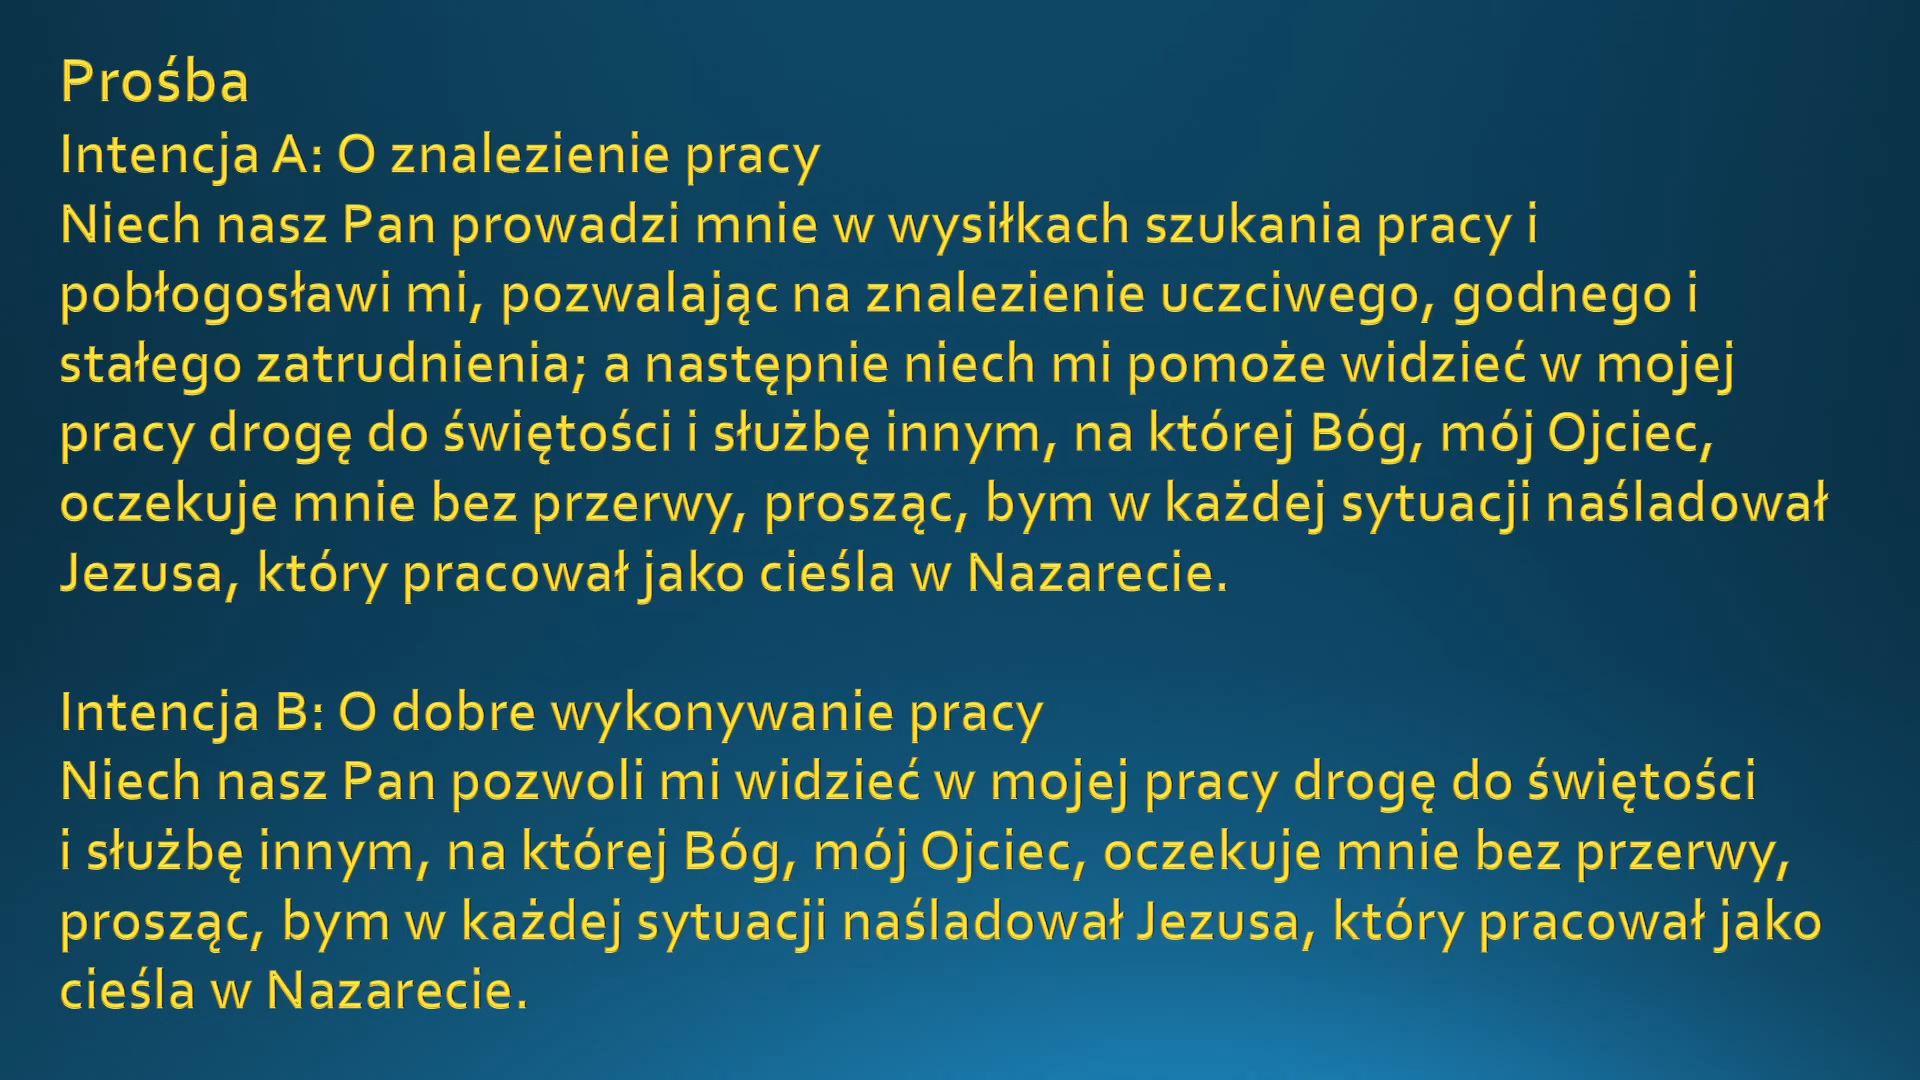 Prośba
Intencja A: O znalezienie pracy
Niech nasz Pan prowadzi mnie w wysiłkach szukania pracy i
pobłogosławi mi, pozwalając na znalezienie uczciwego, godnego i
stałego zatrudnienia; a następnie niech mi pomoże widzieć w mojej
pracy drogę do świętości i służbę innym, na której Bóg, mój Ojciec,
oczekuje mnie bez przerwy, prosząc, bym w każdej sytuacji naśladował
Jezusa, który pracował jako cieśla w Nazarecie.

Intencja B: O dobre wykonywanie pracy
Niech nasz Pan pozwoli mi widzieć w mojej pracy drogę do świętości
i służbę innym, na której Bóg, mój Ojciec, oczekuje mnie bez przerwy,
prosząc, bym w każdej sytuacji naśladował Jezusa, który pracował jako
cieśla w Nazarecie.